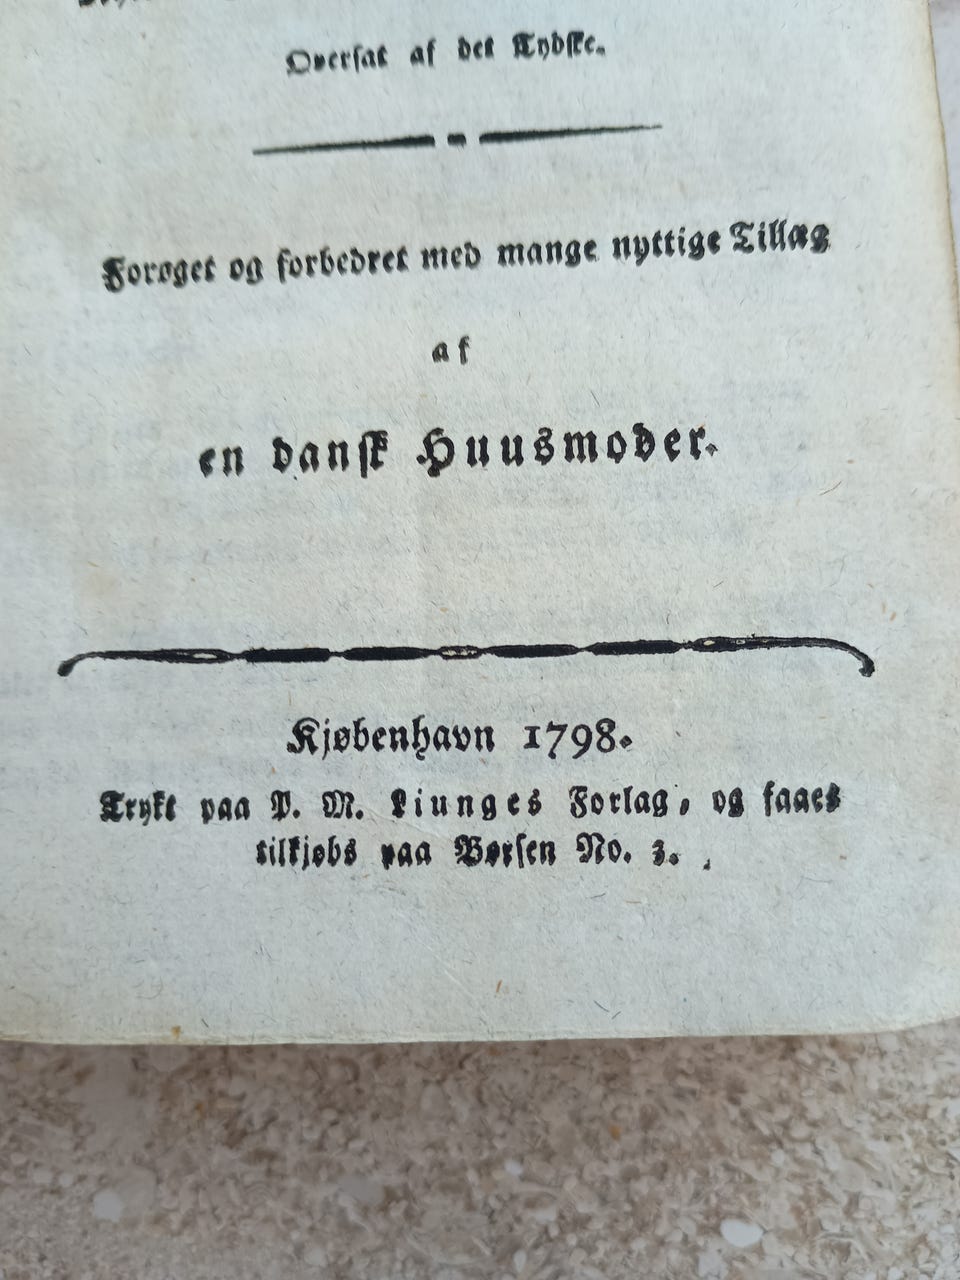 Oversat af det Tydske.
Forøget og forbedret med mange nyttige Tillæg
af
en dansk Huusmoder.
Kjøbenhavn 1798.
Trykt paa P. M. Liunges Forlag, og faaes
tilkjøbs paa Børsen No. 3.